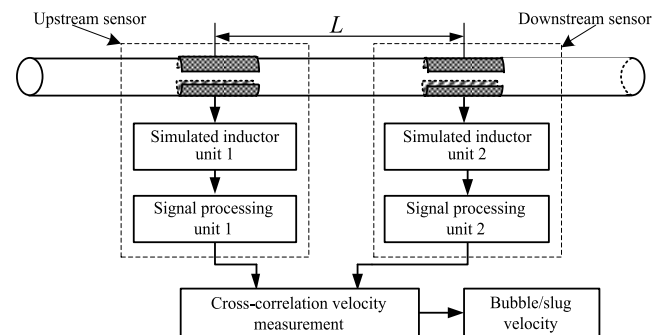 Upstream sensor
L
Downstream sensor
Simulated inductor
unit 1
Simulated inductor
unit 2
Signal processing
unit 1
Signal processing
unit 2
Cross-correlation velocity
measurement
Bubble/slug
velocity